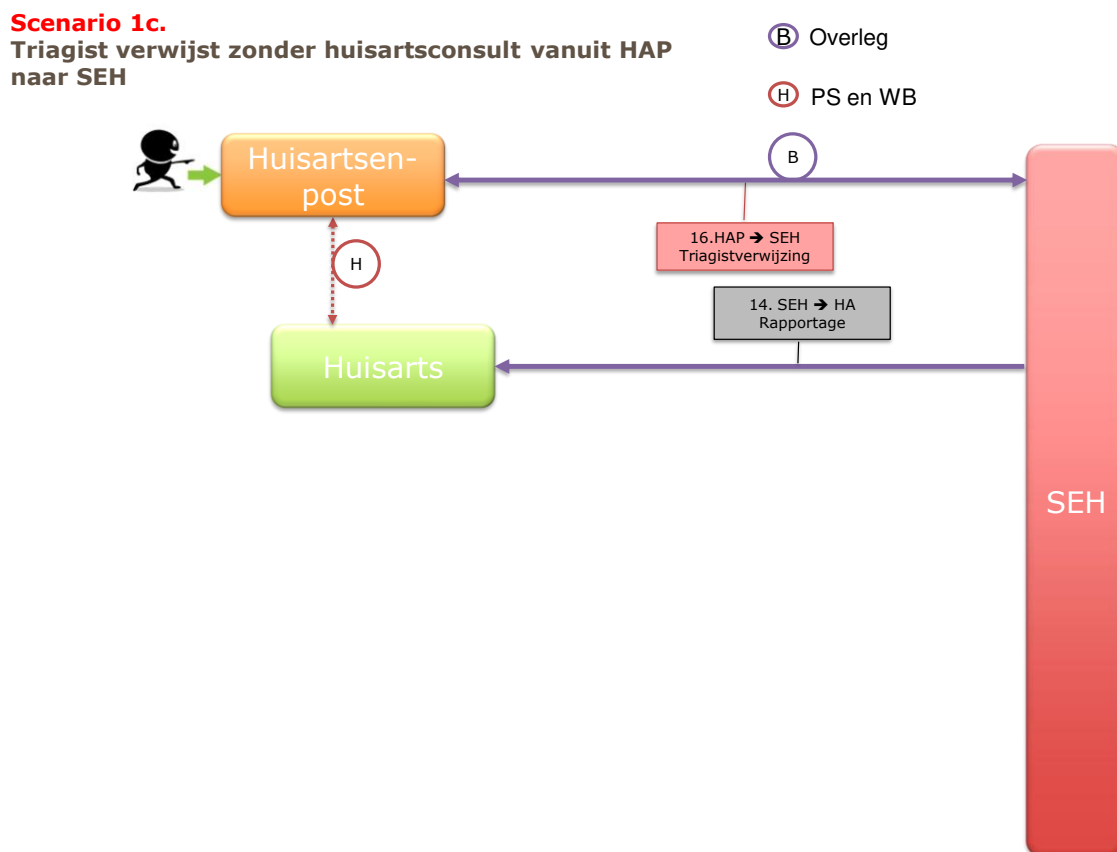 Scenario 1c.
Triagist verwijst zonder huisartsconsult vanuit HAP
naar SEH
B Overleg
H PS en WB
Huisartsen-
post
B
16.HAP ➔ SEH
Triagistverwijzing
H
14. SEH ➔ HA
Rapportage
Huisarts
SEH